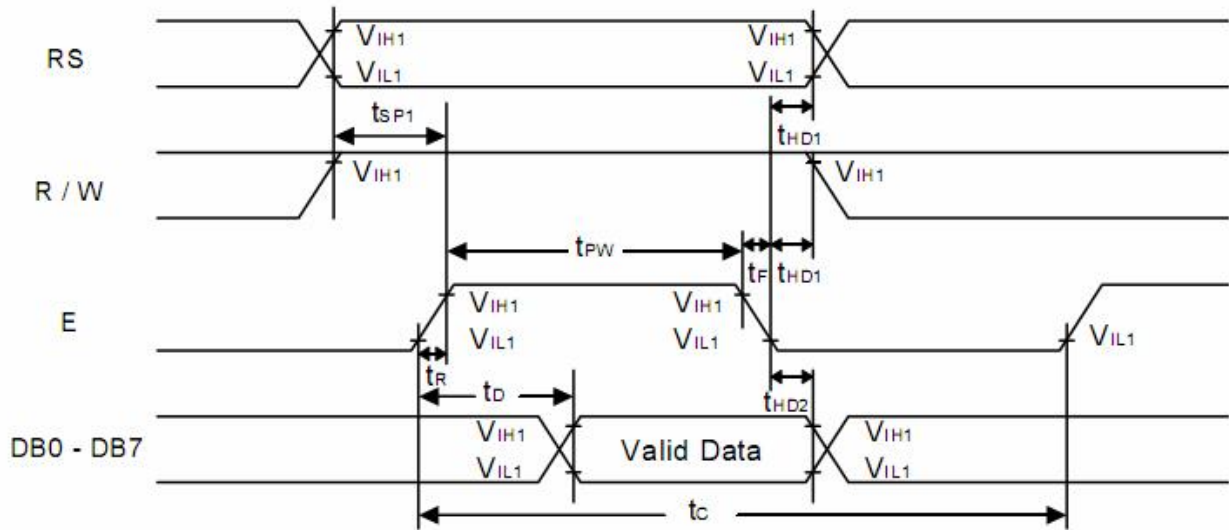 RS
VIH1
VIL1
VIH1
VIL1
tSP1
tHD1
R / W
VIH1
VIH1
tPW
tF
tHD1
E
VIH1
VIL1
VIH1
VIL1
VIL1
tR
tD
tHD2
DB0 - DB7
VIH1
VIL1
Valid Data
VIH1
VIL1
tC